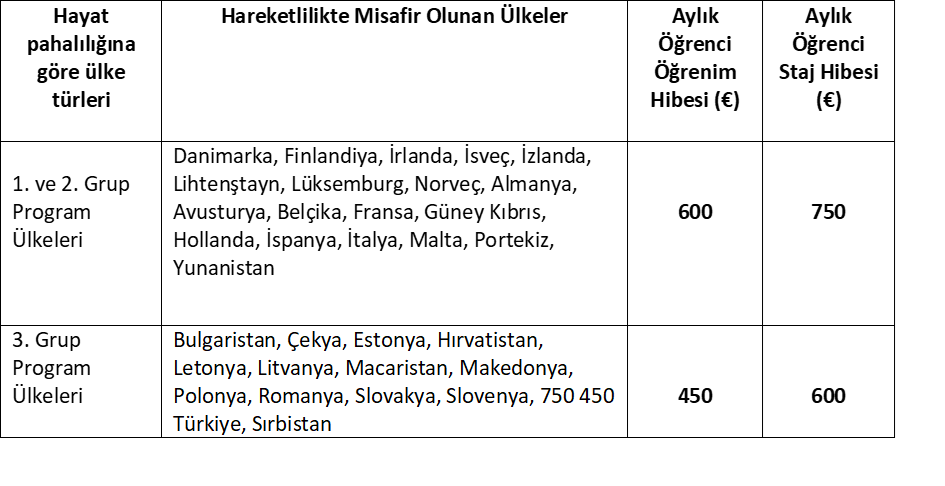 Hayat
pahalılığına
göre ülke
türleri
Hareketlilikte Misafir Olunan Ülkeler
Aylık
Öğrenci
Öğrenim
Hibesi (€)
Aylık
Öğrenci
Staj Hibesi
(€)
1. ve 2. Grup
Program
Ülkeleri
Danimarka, Finlandiya, İrlanda, İsveç, İzlanda,
Lihtenştayn, Lüksemburg, Norveç, Almanya,
Avusturya, Belçika, Fransa, Güney Kıbrıs,
Hollanda, İspanya, İtalya, Malta, Portekiz,
Yunanistan
600
750
3. Grup
Program
Ülkeleri
Bulgaristan, Çekya, Estonya, Hırvatistan,
Letonya, Litvanya, Macaristan, Makedonya,
Polonya, Romanya, Slovakya, Slovenya, 750 450
Türkiye, Sırbistan
450
600